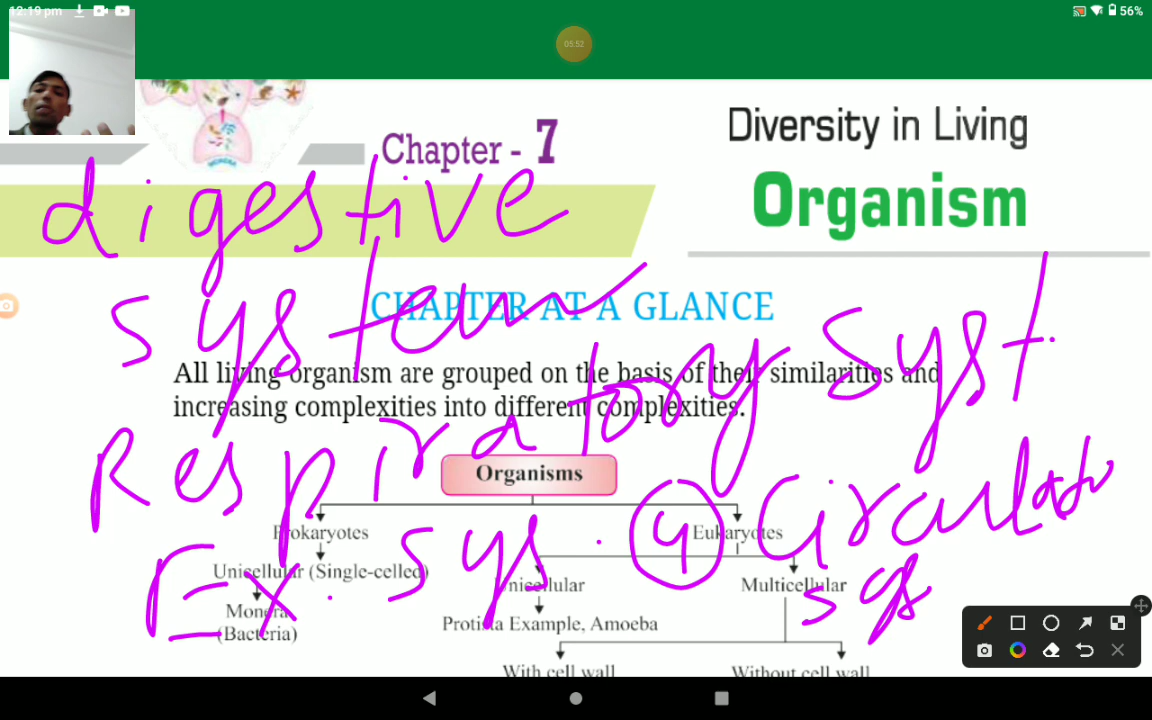 12:19 pm
56%
05:52
Chapter - 7
Diversity in Living
Organism
digestive
system
CHAPTER AT A GLANCE
All living organism are grouped on the basis of their similarities and
increasing complexities into different complexities.
Respiratory syst.
Organisms
Prokaryotes
Eukaryotes
Ex. sys. 4 Circulato
sys
Unicellular (Single-celled)
Unicellular
Multicellular
Monera
(Bacteria)
Protista Example, Amoeba
With cell wall
Without cell wall